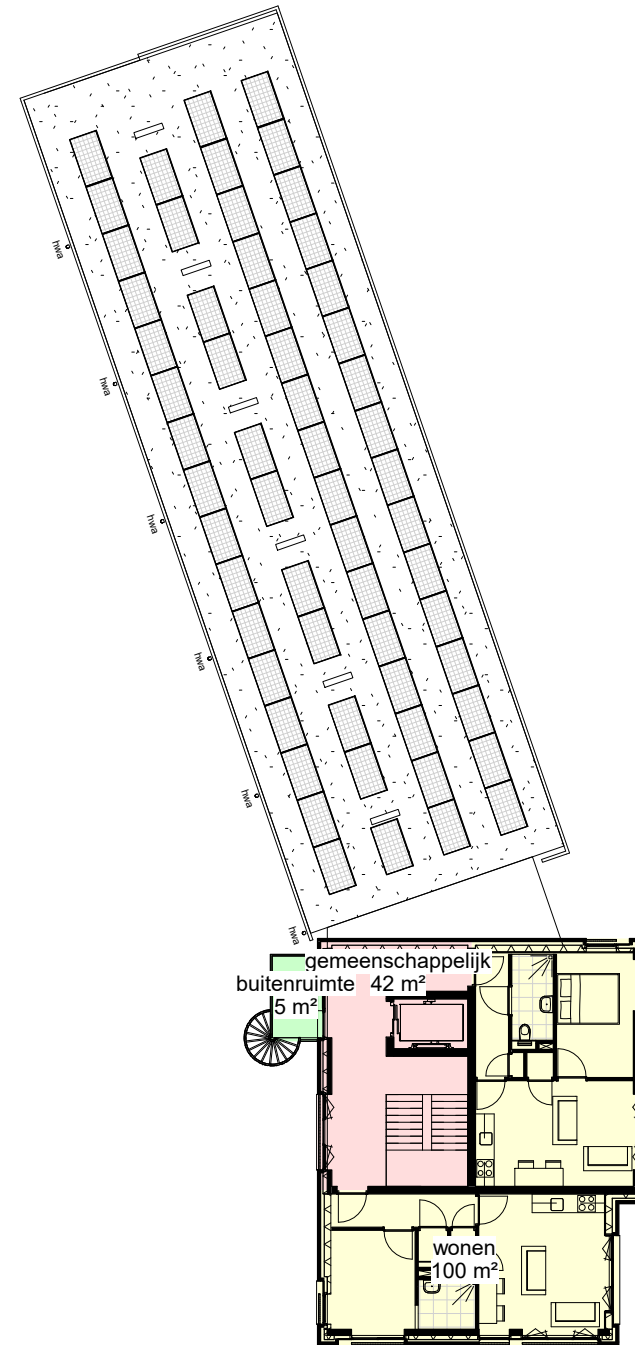 hwa
hwa
hwa
hwa
hwa
hwa
gemeenschappelijk
42 m²
buitenruimte
5 m²
wonen
100 m²